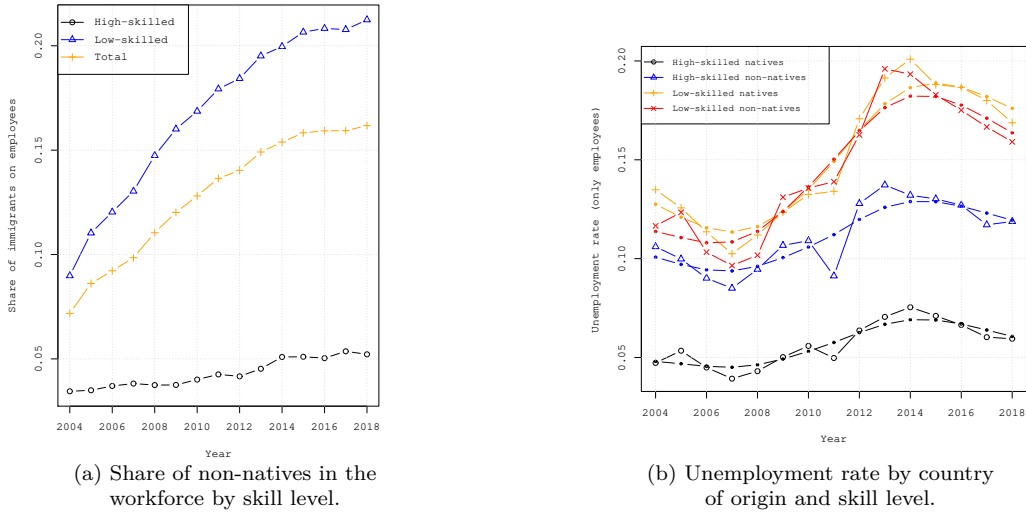 High-skilled
Low-skilled
Total
Share of immigrants on employees
0.20
0.15
0.10
0.05
2004 2006 2008 2010 2012 2014 2016 2018
Year
(a) Share of non-natives in the
workforce by skill level.
High-skilled natives
High-skilled non-natives
Low-skilled natives
Low-skilled non-natives
Unemployment rate (only employees)
0.20
0.15
0.10
0.05
2004 2006 2008 2010 2012 2014 2016 2018
Year
(b) Unemployment rate by country
of origin and skill level.